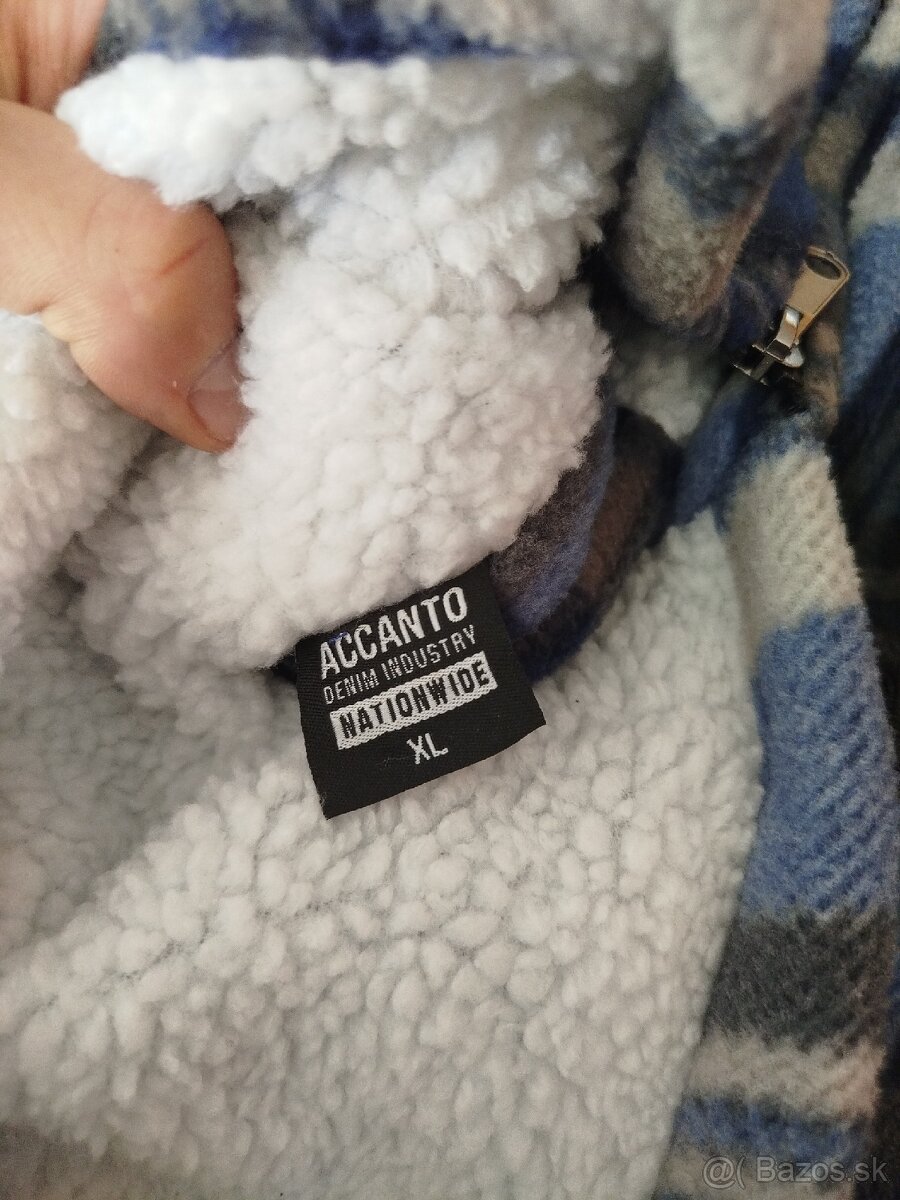 ACCANTO
DENIM INDUSTRY
NATIONWIDE
XL
@( Bazos.sk